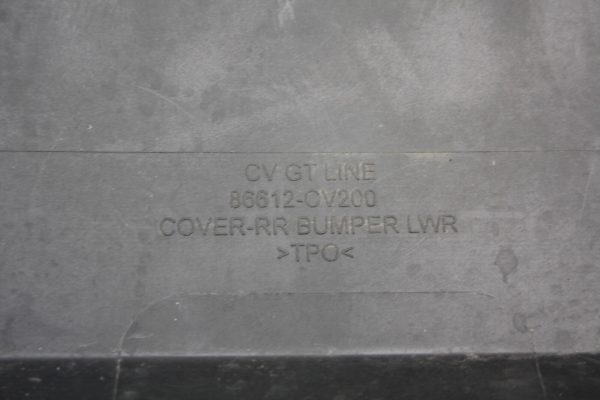 CV GT LINE
86612-CV200
COVER-RR BUMPER LWR
>TPO<